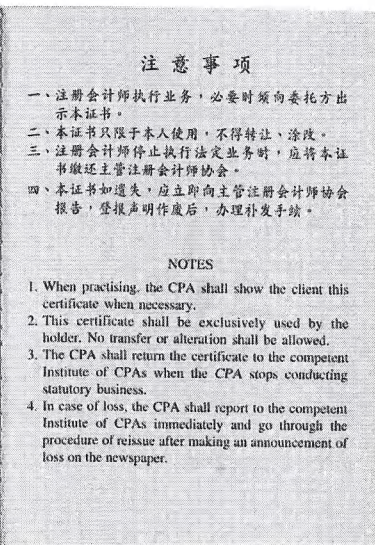 注意事项
一、注册会计师执行业务，必要时须向委托方出
示本证书。
二、本证书只限于本人使用，不得转让、涂改。
三、注册会计师停止执行法定业务时，应将本证
书缴还主管注册会计师协会。
四、本证书如遗失，应立即向主管注册会计师协会
报告，登报声明作废后，办理补发手续。
NOTES
1. When practising, the CPA shall show the client this
certificate when necessary.
2. This certificate shall be exclusively used by the
holder. No transfer or alteration shall be allowed.
3. The CPA shall return the certificate to the competent
Institute of CPAs when the CPA stops conducting
statutory business.
4. In case of loss, the CPA shall report to the competent
Institute of CPAs immediately and go through the
procedure of reissue after making an announcement of
loss on the newspaper.